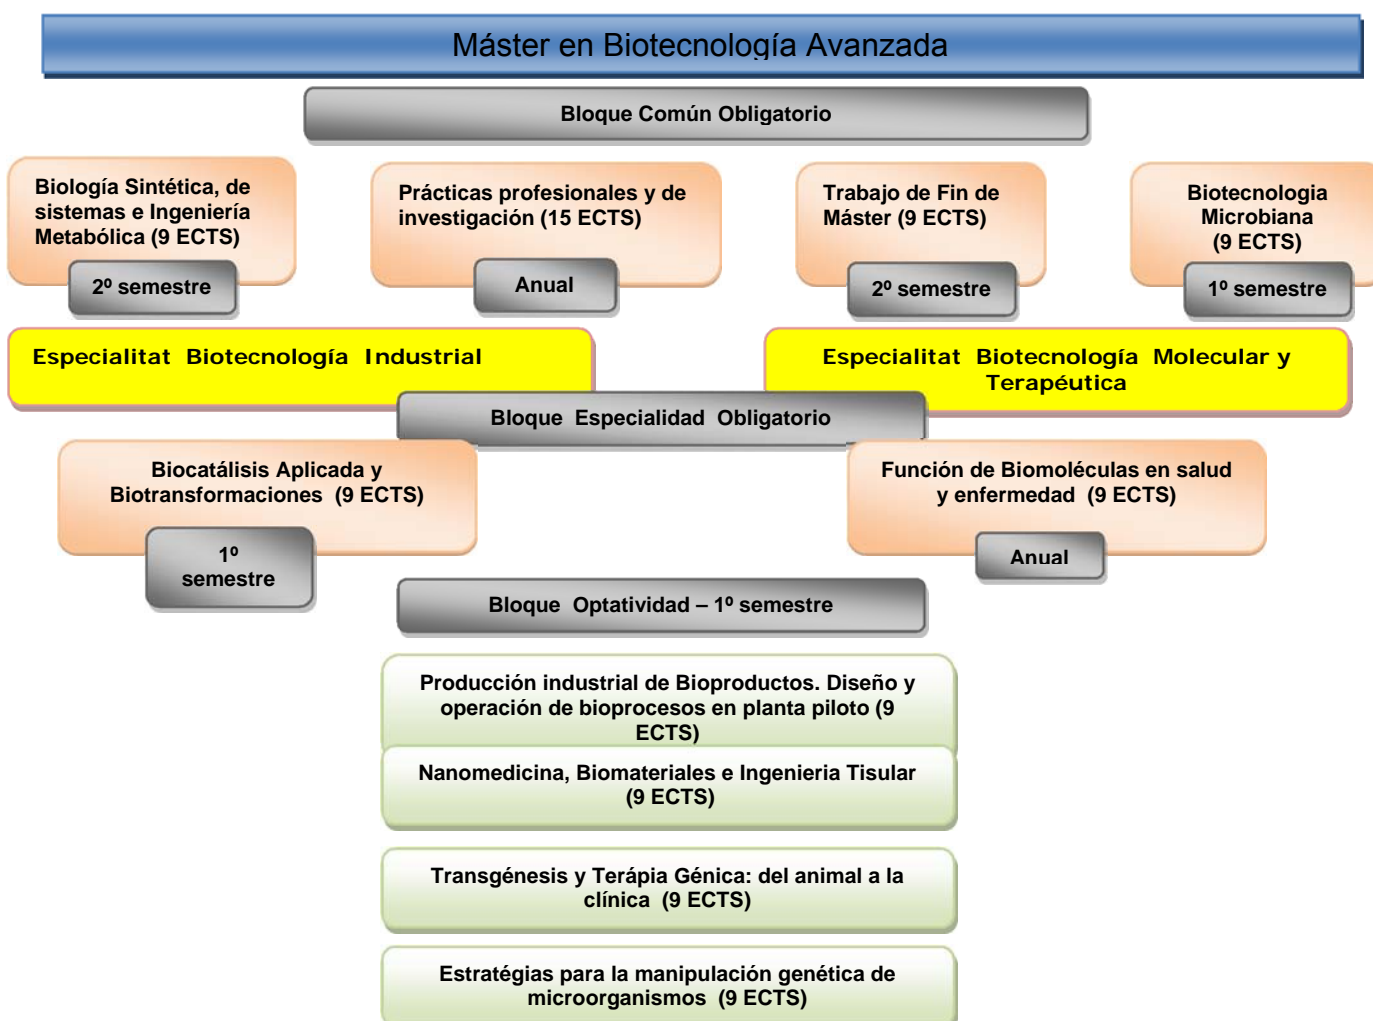 Máster en Biotecnología Avanzada
Bloque Común Obligatorio
Biología Sintética, de
sistemas e Ingeniería
Metabólica (9 ECTS)
2º semestre
Prácticas profesionales y de
investigación (15 ECTS)
Anual
Trabajo de Fin de
Máster (9 ECTS)
2º semestre
Biotecnologia
Microbiana
(9 ECTS)
1º semestre
Especialitat Biotecnología Industrial
Especialitat Biotecnología Molecular y
Terapéutica
Bloque Especialidad Obligatorio
Biocatálisis Aplicada y
Biotransformaciones (9 ECTS)
1º
semestre
Función de Biomoléculas en salud
y enfermedad (9 ECTS)
Anual
Bloque Optatividad – 1º semestre
Producción industrial de Bioproductos. Diseño y
operación de bioprocesos en planta piloto (9
ECTS)
Nanomedicina, Biomateriales e Ingenieria Tisular
(9 ECTS)
Transgénesis y Terápia Génica: del animal a la
clínica (9 ECTS)
Estratégias para la manipulación genética de
microorganismos (9 ECTS)